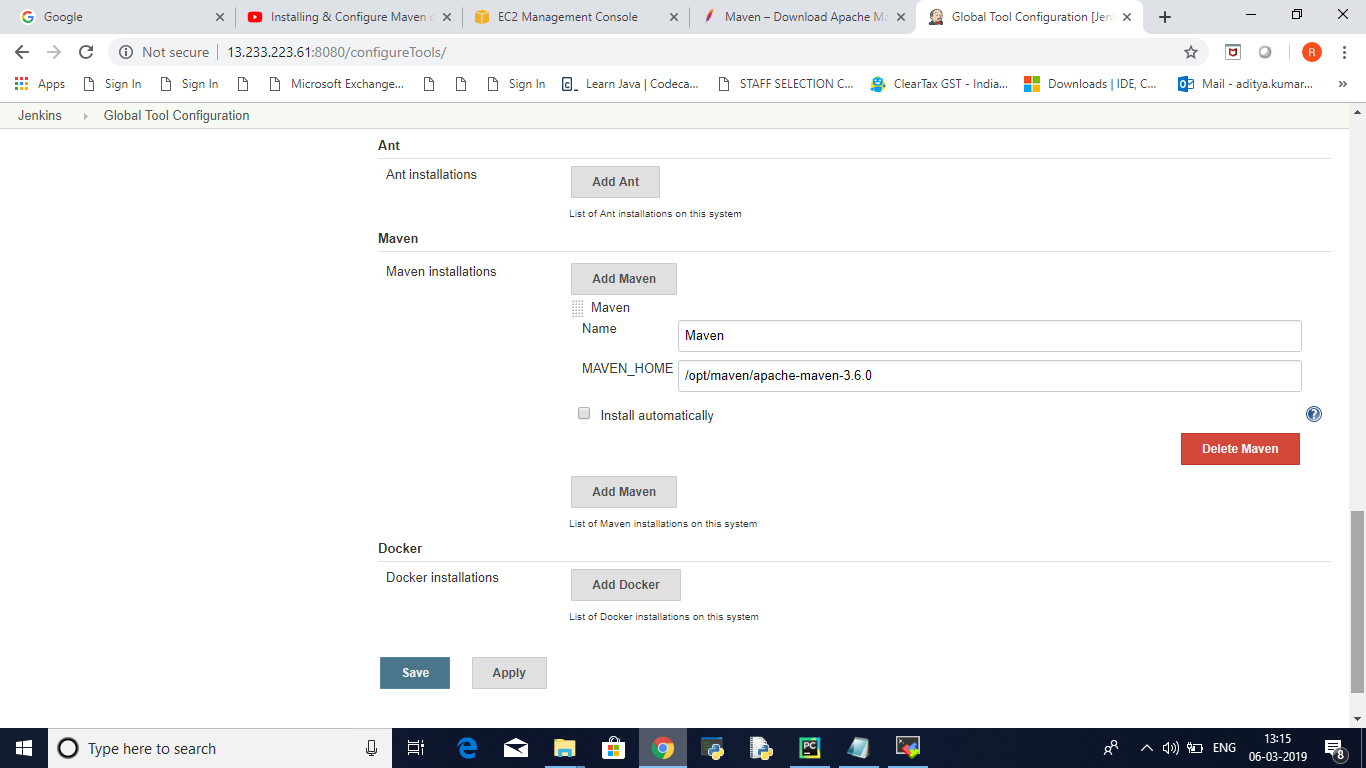 Google
Installing & Configure Maven c
EC2 Management Console
Maven – Download Apache Ma
Global Tool Configuration [Jen
Not secure | 13.233.223.61:8080/configureTools/
R
Apps
Sign In
Sign In
Microsoft Exchange...
Sign In
Learn Java | Codeca...
STAFF SELECTION C...
ClearTax GST - India...
Downloads | IDE, C...
Mail - aditya.kumar...
»
Jenkins
Global Tool Configuration
Ant
Ant installations
Add Ant
List of Ant installations on this system
Maven
Maven installations
Add Maven
Maven
Name
Maven
MAVEN_HOME
/opt/maven/apache-maven-3.6.0
Install automatically
?
Delete Maven
Add Maven
List of Maven installations on this system
Docker
Docker installations
Add Docker
List of Docker installations on this system
Save
Apply
Type here to search
PC
ENG
13:15
06-03-2019
8